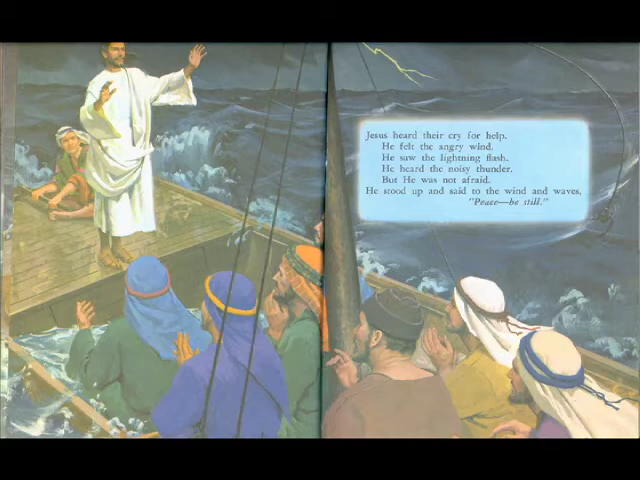 Jesus heard their cry for help.
He felt the angry wind.
He saw the lightning flash.
He heard the noisy thunder.
But He was not afraid.
He stood up and said to the wind and waves,
"Peace—be still."